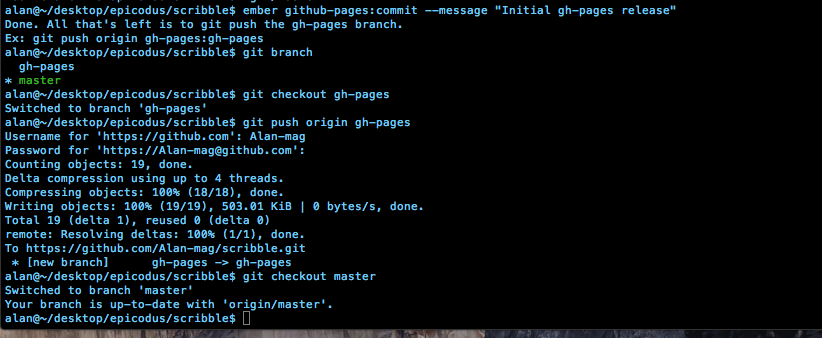 alan@~/desktop/epicodus/scribble$ ember github-pages:commit --message "Initial gh-pages release"
Done. All that's left is to git push the gh-pages branch.
Ex: git push origin gh-pages:gh-pages
alan@~/desktop/epicodus/scribble$ git branch
  gh-pages
* master
alan@~/desktop/epicodus/scribble$ git checkout gh-pages
Switched to branch 'gh-pages'
alan@~/desktop/epicodus/scribble$ git push origin gh-pages
Username for 'https://github.com': Alan-mag
Password for 'https://Alan-mag@github.com':
Counting objects: 19, done.
Delta compression using up to 4 threads.
Compressing objects: 100% (18/18), done.
Writing objects: 100% (19/19), 503.01 KiB | 0 bytes/s, done.
Total 19 (delta 1), reused 0 (delta 0)
remote: Resolving deltas: 100% (1/1), done.
To https://github.com/Alan-mag/scribble.git
 * [new branch]      gh-pages -> gh-pages
alan@~/desktop/epicodus/scribble$ git checkout master
Switched to branch 'master'
Your branch is up-to-date with 'origin/master'.
alan@~/desktop/epicodus/scribble$